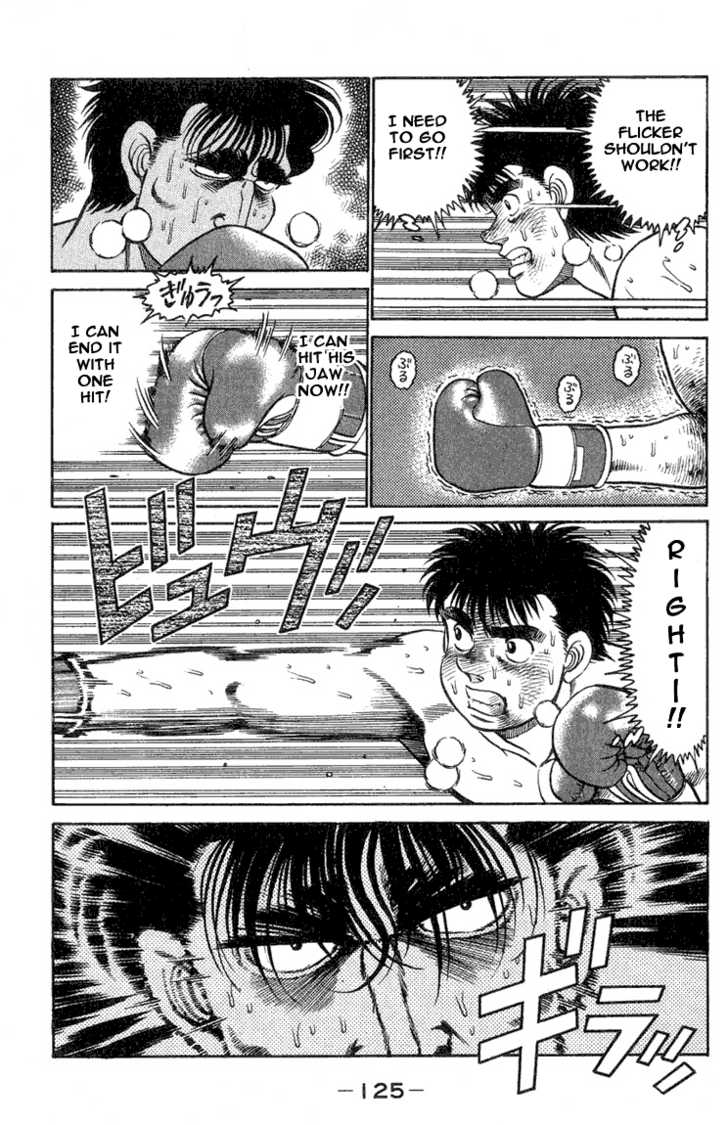 THE
FLICKER
SHOULDN'T
WORK!!
I NEED
TO GO
FIRST!!
ぶる
ぶる
ぶる
ぎゅうっ
I CAN
HIT HIS
JAW
NOW!!
I CAN
END IT
WITH
ONE
HIT!
RIGHT!!!
ビュウッ
ギラッ
-125-